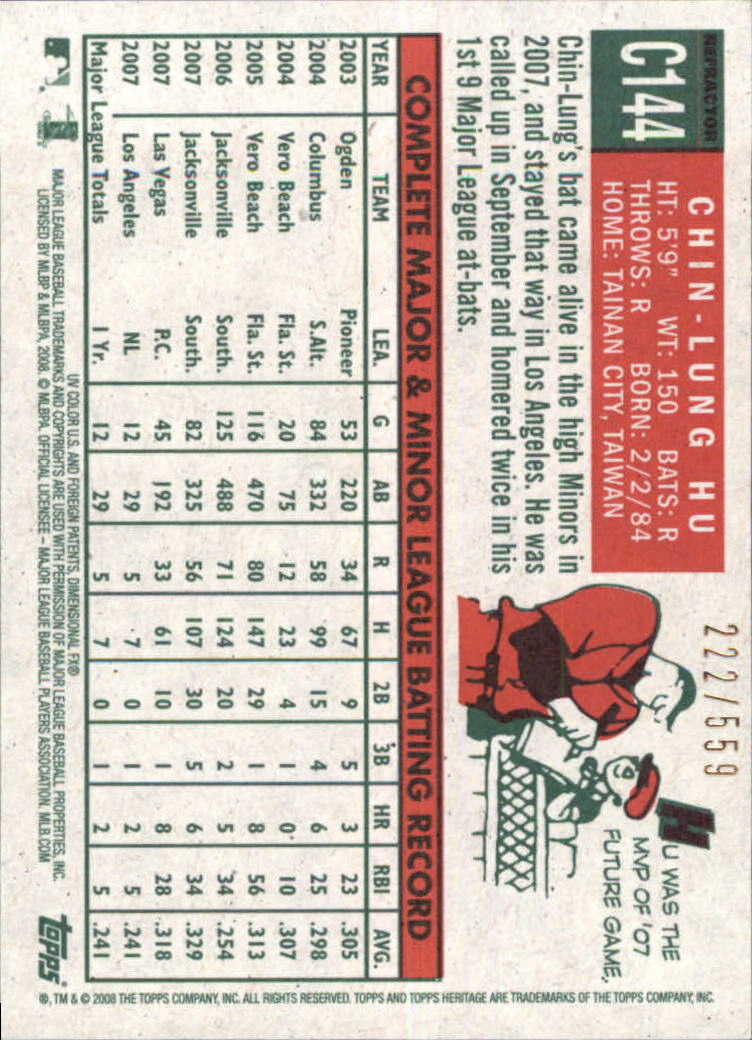 REFRACTOR
C144
CHIN-LUNG HU
HT: 5'9" WT: 150 BATS: R
THROWS: R BORN: 2/2/84
HOME: TAINAN CITY, TAIWAN
222/559
Chin-Lung's bat came alive in the high Minors in
2007, and stayed that way in Los Angeles. He was
called up in September and homered twice in his
1st 9 Major League at-bats.
HU WAS THE
MVP OF '07
FUTURE GAME.
COMPLETE MAJOR & MINOR LEAGUE BATTING RECORD
YEAR TEAM LEA. G AB R H 2B 3B HR RBI AVG.
2003 Ogden Pioneer 53 220 34 67 9 5 3 23 .305
2004 Columbus S.Alt. 84 332 58 99 15 4 6 25 .298
2004 Vero Beach Fla. St. 20 75 12 23 4 1 0 10 .307
2005 Vero Beach Fla. St. 116 470 80 147 29 1 8 56 .313
2006 Jacksonville South. 125 488 71 124 20 2 5 34 .254
2007 Jacksonville South. 82 325 56 107 30 5 6 34 .329
2007 Las Vegas P.C. 45 192 33 61 10 1 8 28 .318
2007 Los Angeles NL 12 29 5 7 0 1 2 5 .241
Major League Totals 1 Yr. 12 29 5 7 0 1 2 5 .241
UV COLOR U.S. AND FOREIGN PATENTS, DIMENSIONAL FX®
MAJOR LEAGUE BASEBALL TRADEMARKS AND COPYRIGHTS ARE USED WITH PERMISSION OF MAJOR LEAGUE BASEBALL PROPERTIES, INC.
LICENSED BY MLBP & MLBPA, 2008. © MLBPA. OFFICIAL LICENSEE – MAJOR LEAGUE BASEBALL PLAYERS ASSOCIATION. MLB.COM
topps
®, TM & © 2008 THE TOPPS COMPANY, INC. ALL RIGHTS RESERVED. TOPPS AND TOPPS HERITAGE ARE TRADEMARKS OF THE TOPPS COMPANY, INC.